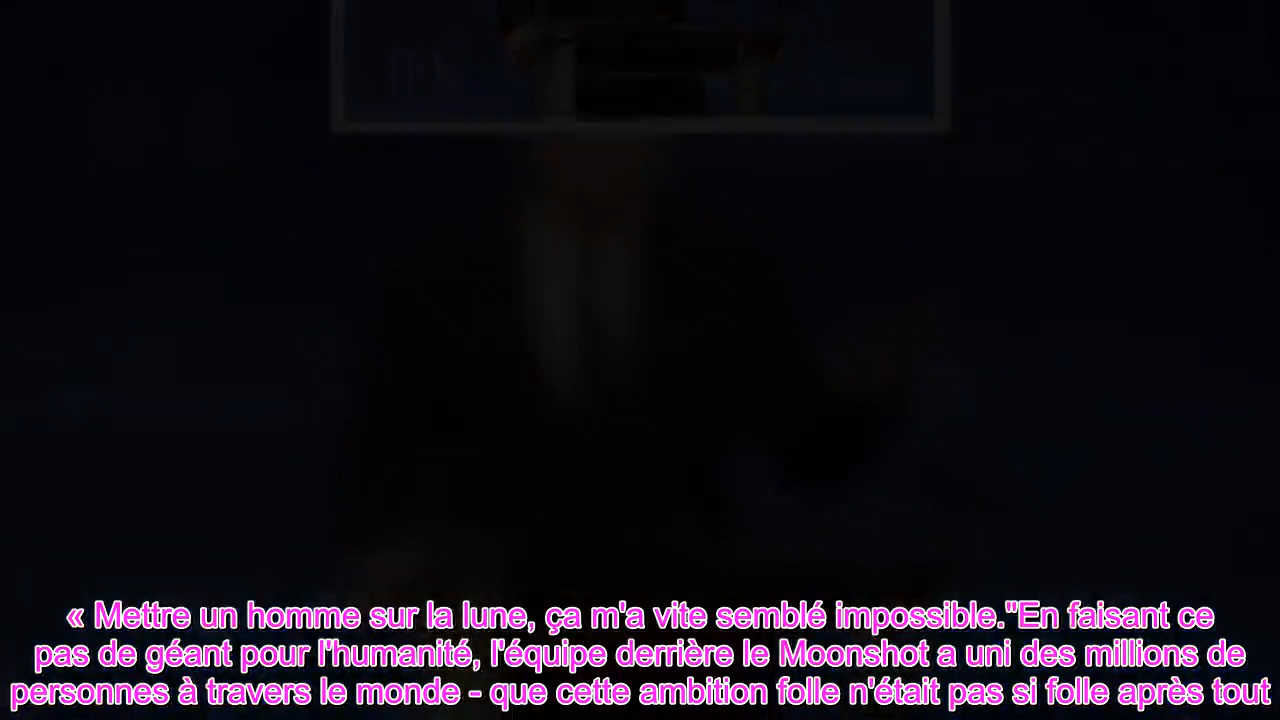 « Mettre un homme sur la lune, ça m'a vite semblé impossible."En faisant ce
pas de géant pour l'humanité, l'équipe derrière le Moonshot a uni des millions de
personnes à travers le monde - que cette ambition folle n'était pas si folle après tout